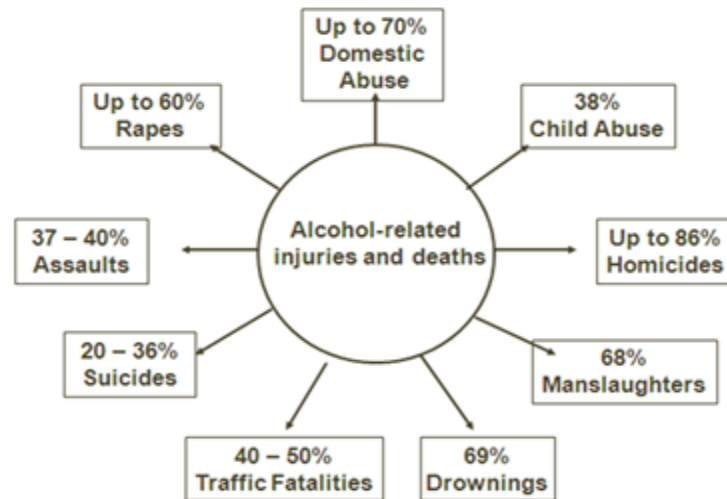 Up to 70%
Domestic
Abuse
Up to 60%
Rapes
38%
Child Abuse
Alcohol-related
injuries and deaths
37 – 40%
Assaults
Up to 86%
Homicides
20 – 36%
Suicides
68%
Manslaughters
40 – 50%
Traffic Fatalities
69%
Drownings